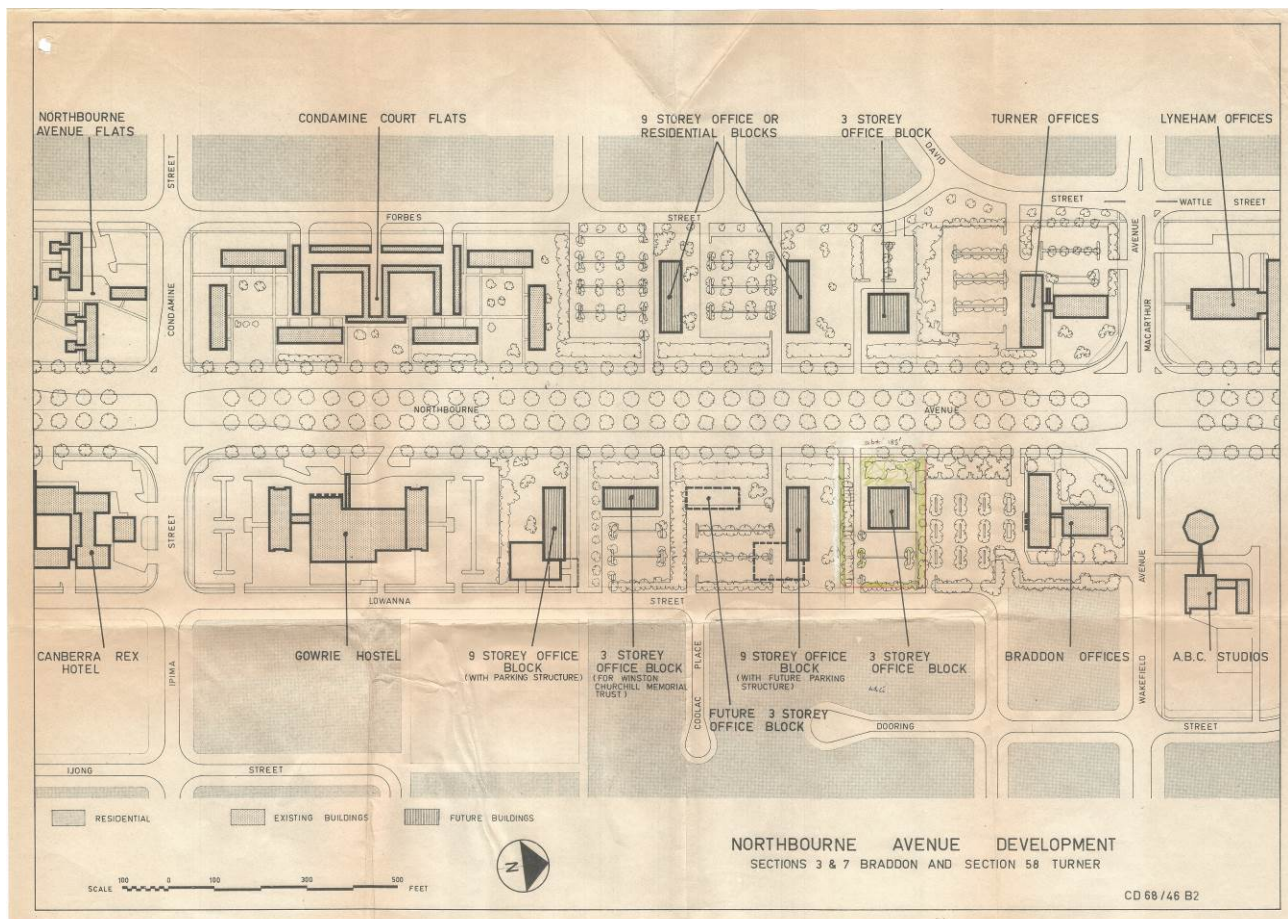 NORTHBOURNE
AVENUE FLATS
CONDAMINE COURT FLATS
9 STOREY OFFICE OR
RESIDENTIAL BLOCKS
3 STOREY
OFFICE BLOCK
TURNER OFFICES
LYNEHAM OFFICES
STREET
DAVID
FORBES
STREET
STREET
WATTLE STREET
AVENUE
CONDAMINE
MACARTHUR
NORTHBOURNE
AVENUE
STREET
AVENUE
LOWANNA
STREET
CANBERRA REX
HOTEL
IPIMA
GOWRIE HOSTEL
9 STOREY OFFICE
BLOCK
(WITH PARKING STRUCTURE)
3 STOREY
OFFICE BLOCK
(FOR WINSTON
CHURCHILL MEMORIAL
TRUST)
COOLAC PLACE
9 STOREY OFFICE
BLOCK
(WITH FUTURE PARKING
STRUCTURE)
3 STOREY
OFFICE BLOCK
BRADDON OFFICES
WAKEFIELD
A.B.C. STUDIOS
FUTURE 3 STOREY
OFFICE BLOCK
DOORING
STREET
IJONG
STREET
RESIDENTIAL
EXISTING BUILDINGS
FUTURE BUILDINGS
NORTHBOURNE AVENUE DEVELOPMENT
SECTIONS 3 & 7 BRADDON AND SECTION 58 TURNER
N
SCALE 100 0 100 300 500 FEET
CD 68/46 B2